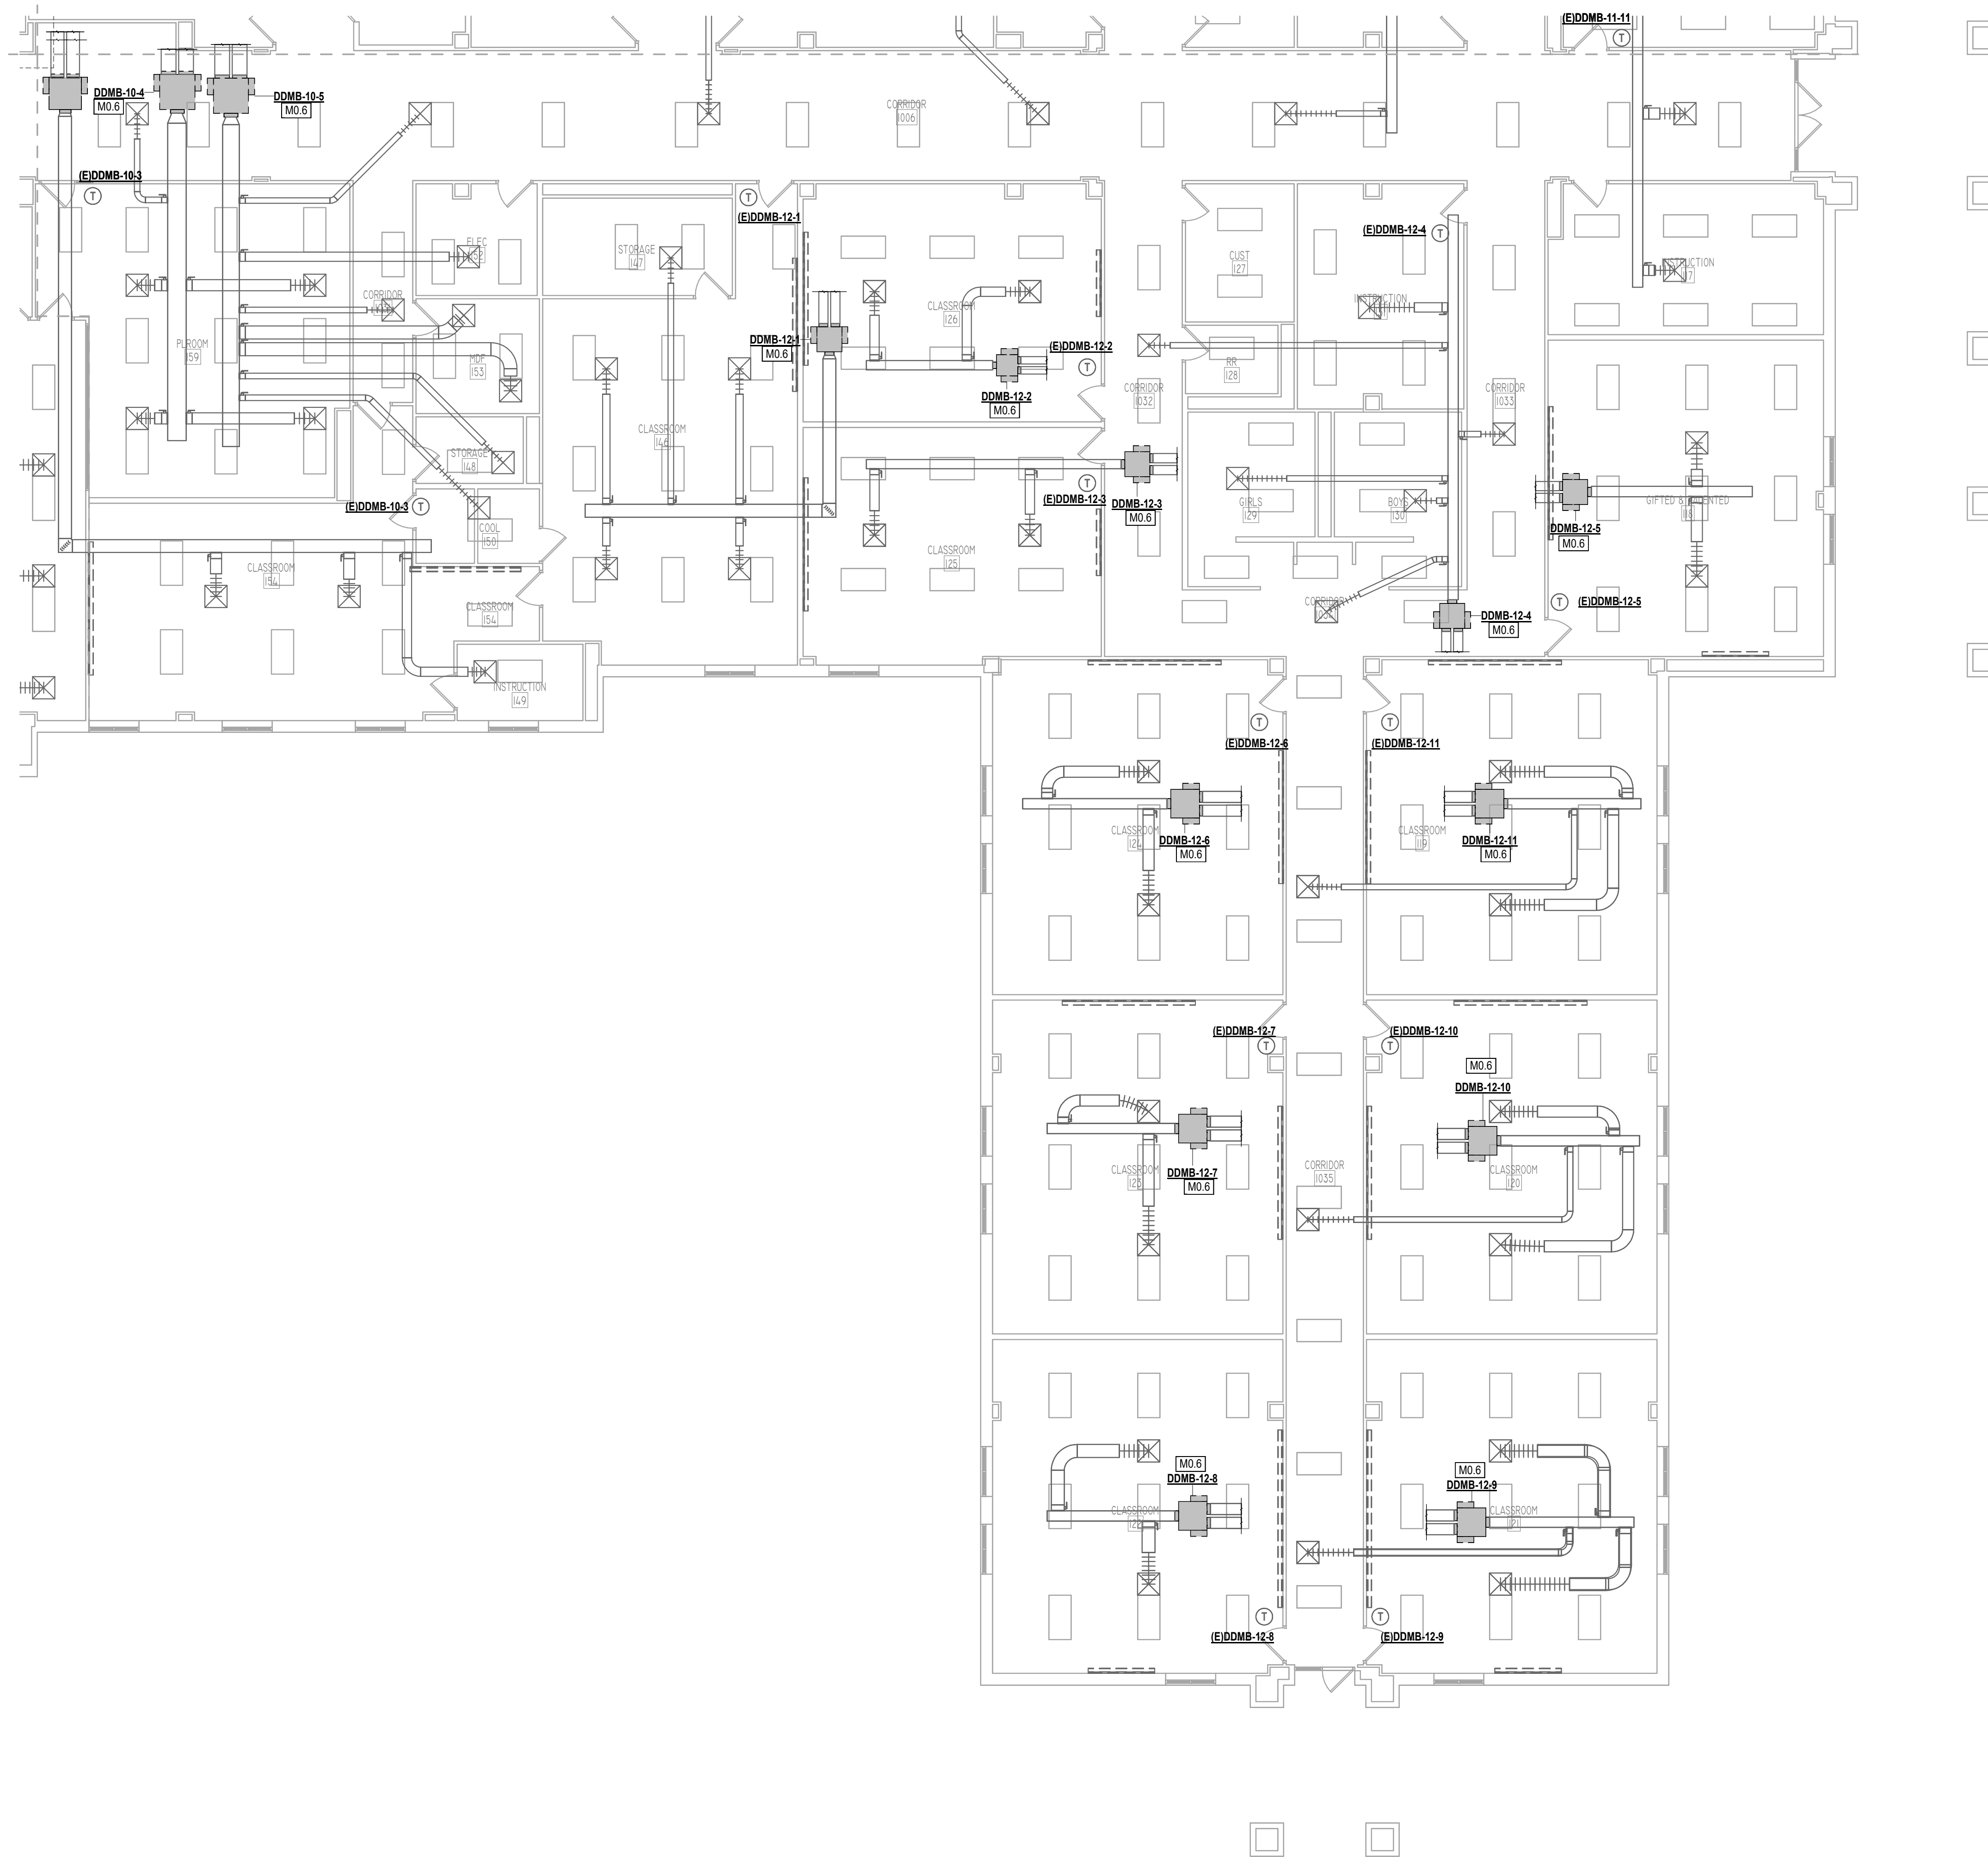 (E)DDMB-11-11
T
DDMB-10-4
M0.6
DDMB-10-5
M0.6
CORRIDOR
1006
(E)DDMB-10-3
T
T
(E)DDMB-12-1
ELEC
STORAGE
147
CUST
127
(E)DDMB-12-4
T
INSTRUCTION
CORRIDOR
INSTRUCTION
CLASSROOM
126
PLROOM
159
MDF
153
DDMB-12-1
M0.6
(E)DDMB-12-2
T
RR
128
DDMB-12-2
M0.6
CORRIDOR
1032
CORRIDOR
1033
CLASSROOM
146
STORAGE
148
T
(E)DDMB-12-3
DDMB-12-3
M0.6
GIRLS
129
BOYS
130
GIFTED & TALENTED
118
DDMB-12-5
M0.6
(E)DDMB-10-3
T
COOL
150
CLASSROOM
154
CLASSROOM
125
CLASSROOM
154
CORRIDOR
T
(E)DDMB-12-5
DDMB-12-4
M0.6
INSTRUCTION
149
T
(E)DDMB-12-6
T
(E)DDMB-12-11
CLASSROOM
124
DDMB-12-6
M0.6
CLASSROOM
119
DDMB-12-11
M0.6
(E)DDMB-12-7
T
(E)DDMB-12-10
T
M0.6
DDMB-12-10
CLASSROOM
123
DDMB-12-7
M0.6
CORRIDOR
1035
CLASSROOM
120
M0.6
DDMB-12-8
M0.6
DDMB-12-9
CLASSROOM
122
CLASSROOM
121
T
(E)DDMB-12-8
T
(E)DDMB-12-9